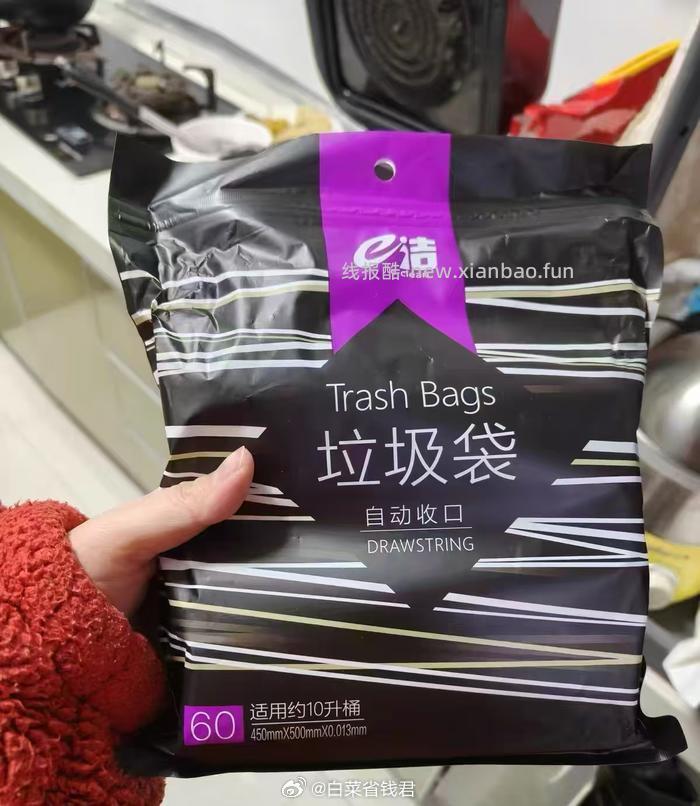 e洁
线报酷-new.xianbao.fun
Trash Bags
垃圾袋
自动收口
DRAWSTRING
60
适用约10升桶
450mmX500mmX0.013mm
@白菜省钱君